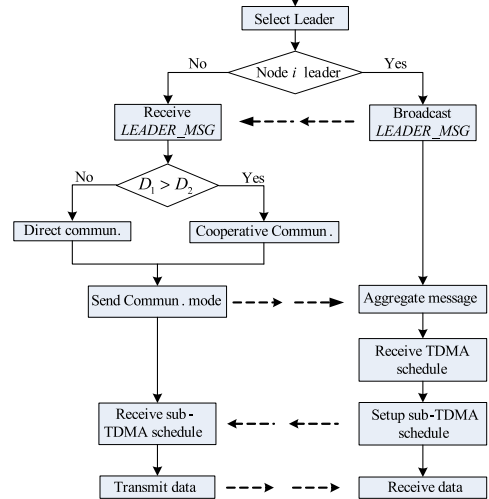 Select Leader
No
Node i leader
Yes
Receive
LEADER_MSG
Broadcast
LEADER_MSG
No
D1 > D2
Yes
Direct commun.
Cooperative Commun .
Send Commun . mode
Aggregate message
Receive TDMA
schedule
Receive sub-
TDMA schedule
Setup sub-TDMA
schedule
Transmit data
Receive data